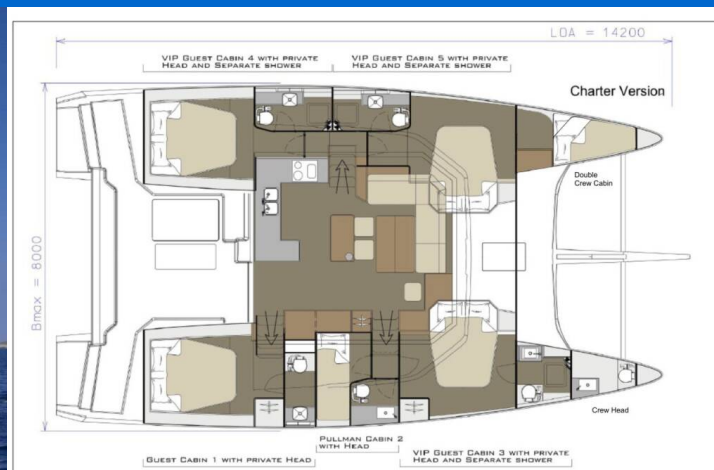 LOA = 14200
VIP GUEST CABIN 4 WITH PRIVATE
HEAD AND SEPARATE SHOWER
VIP GUEST CABIN 5 WITH PRIVATE
HEAD AND SEPARATE SHOWER
Charter Version
Double
Crew Cabin
Bmax = 8000
Crew Head
PULLMAN CABIN 2
WITH HEAD
GUEST CABIN 1 WITH PRIVATE HEAD
VIP GUEST CABIN 3 WITH PRIVATE
HEAD AND SEPARATE SHOWER